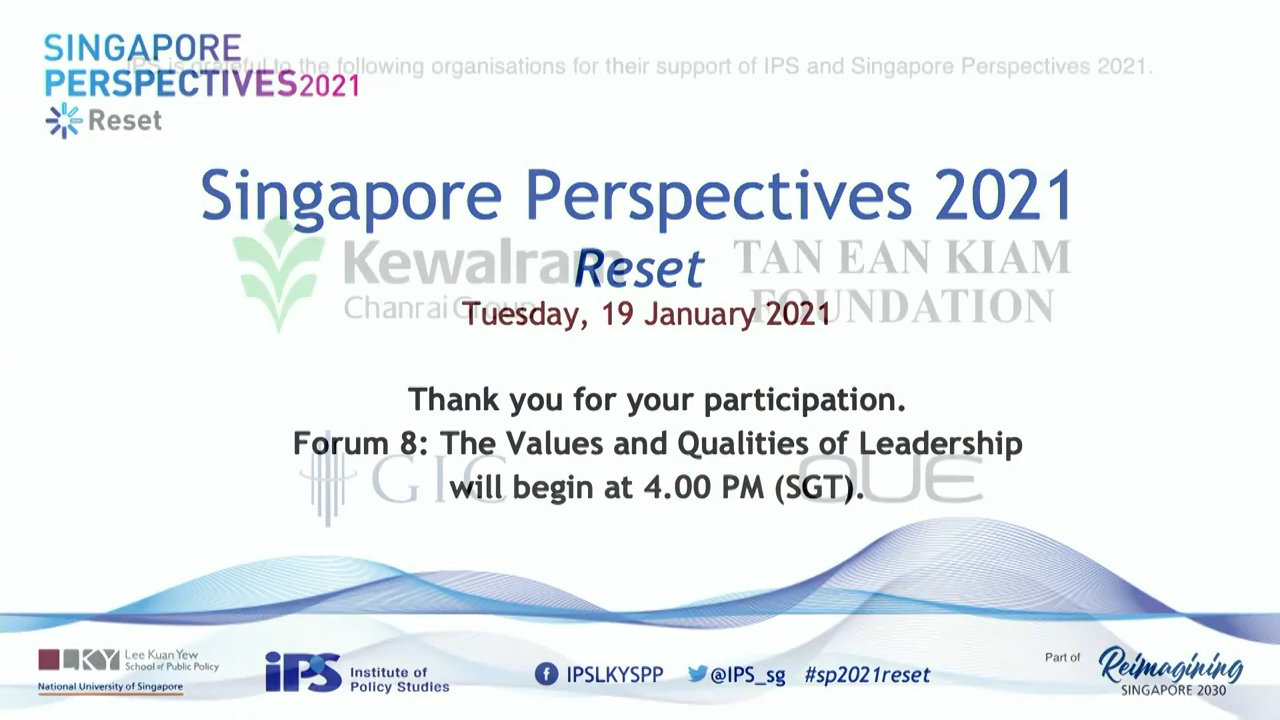 SINGAPORE
PERSPECTIVES2021
Reset
IPS is grateful to the following organisations for their support of IPS and Singapore Perspectives 2021.
Singapore Perspectives 2021
Reset
Kewalram
Chanrai Group
TAN EAN KIAM
FOUNDATION
Tuesday, 19 January 2021
Thank you for your participation.
Forum 8: The Values and Qualities of Leadership
will begin at 4.00 PM (SGT).
GIC
OUE
LKY
Lee Kuan Yew
School of Public Policy
National University of Singapore
iPS
Institute of
Policy Studies
IPSLKYSPP
@IPS_sg
#sp2021reset
Part of
Reimagining
SINGAPORE 2030